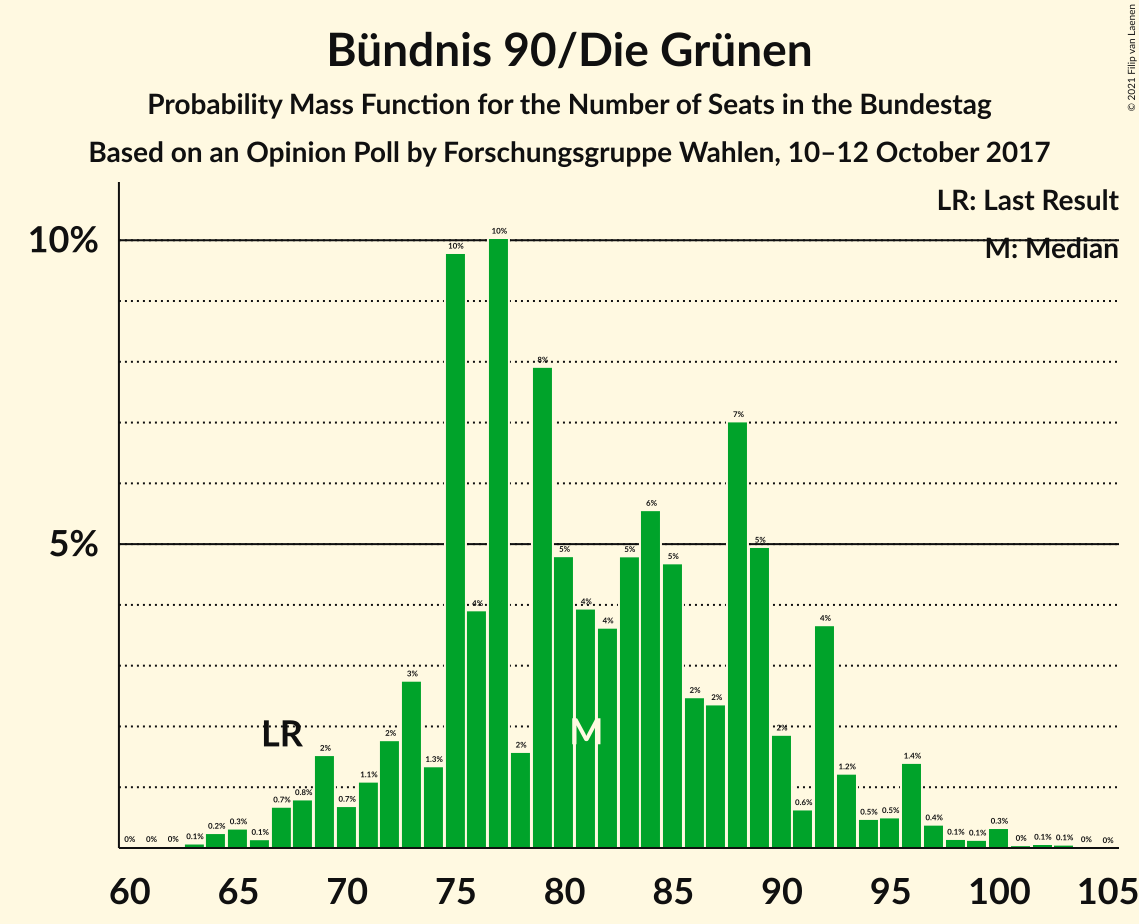 © 2021 Filip van Laenen
Bündnis 90/Die Grünen
Probability Mass Function for the Number of Seats in the Bundestag
Based on an Opinion Poll by Forschungsgruppe Wahlen, 10–12 October 2017
LR: Last Result
M: Median
10%
5%
0% 0% 0% 0.1% 0.2% 0.3% 0.1% 0.7% 0.8% 2% 0.7% 1.1% 2% 3% 1.3% 10% 4% 10% 2% 8% 5% 4% 4% 5% 6% 5% 2% 2% 7% 5% 2% 0.6% 4% 1.2% 0.5% 0.5% 1.4% 0.4% 0.1% 0.1% 0.3% 0% 0.1% 0.1% 0% 0%
LR M
60 65 70 75 80 85 90 95 100 105